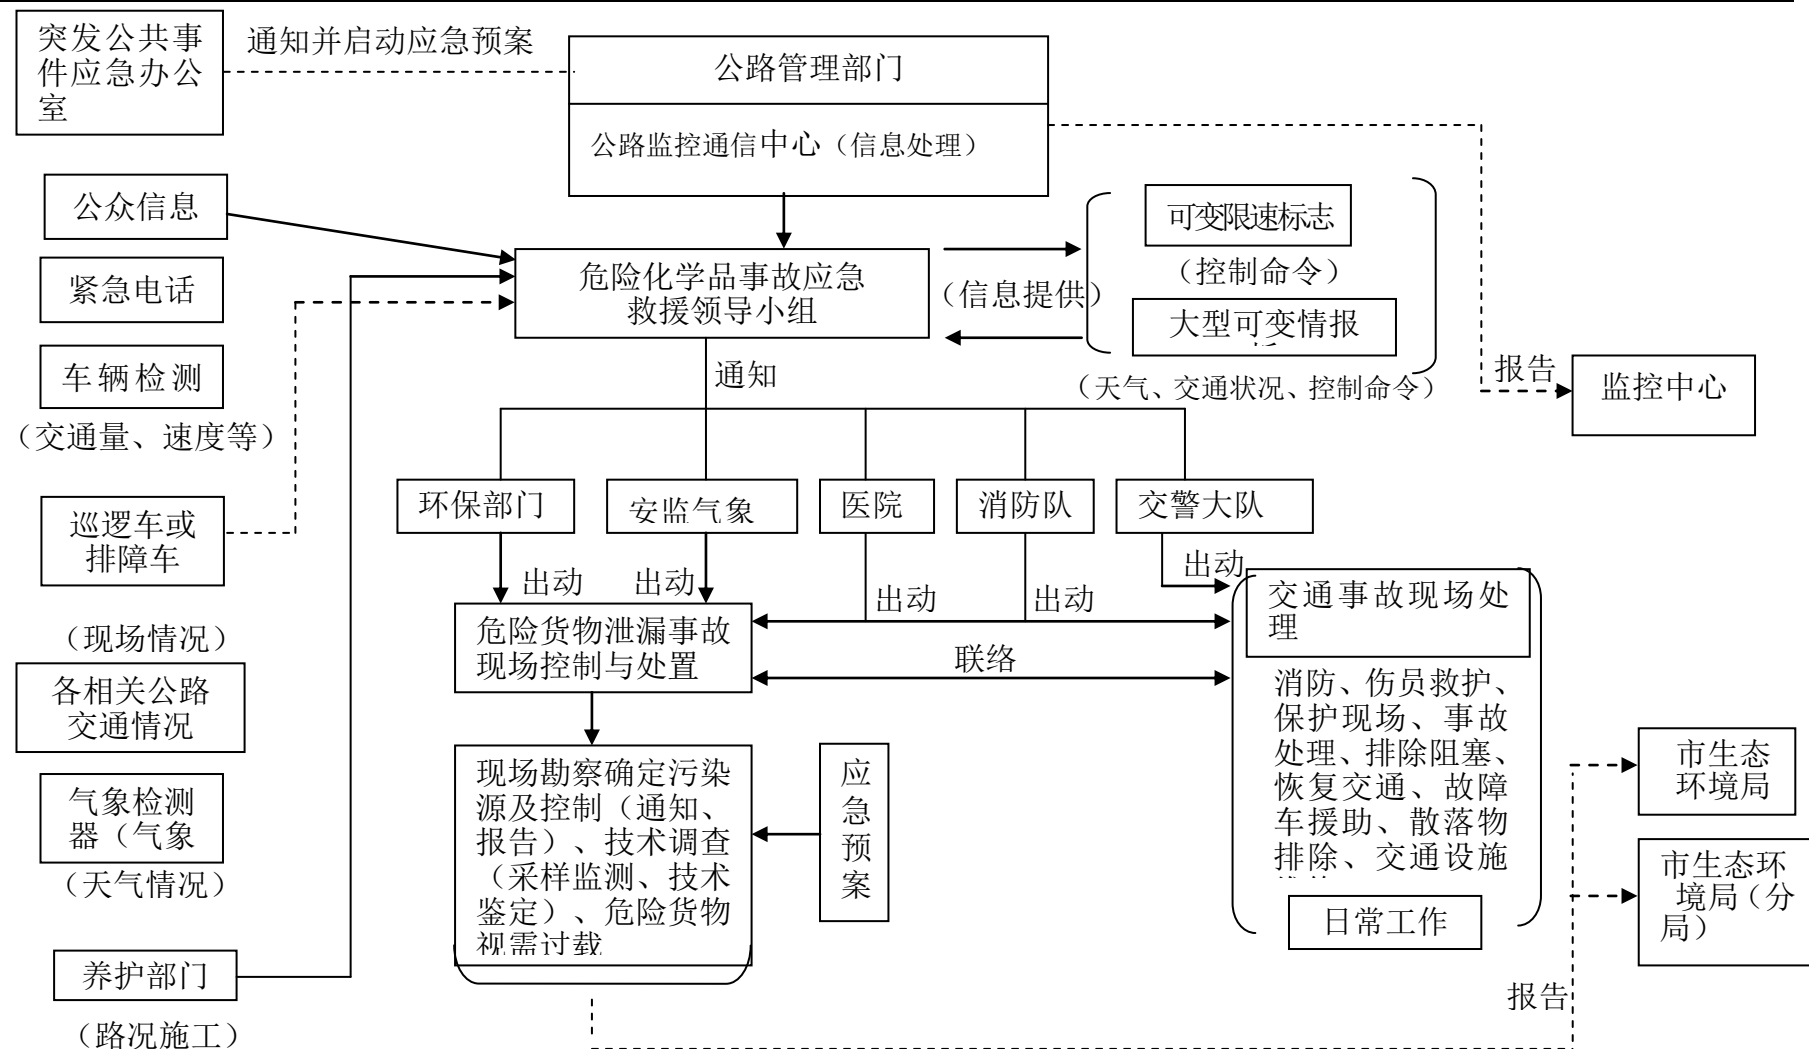 突发公共事
件应急办公
室
通知并启动应急预案
公路管理部门
公路监控通信中心（信息处理）
公众信息
紧急电话
车辆检测
（交通量、速度等）
巡逻车或
排障车
（现场情况）
各相关公路
交通情况
气象检测
器（气象
（天气情况）
养护部门
（路况施工）
危险化学品事故应急
救援领导小组
（信息提供）
可变限速标志
（控制命令）
大型可变情报
（天气、交通状况、控制命令）
报告
监控中心
通知
环保部门
安监气象
医院
消防队
交警大队
出动
出动
出动
出动
出动
危险货物泄漏事故
现场控制与处置
联络
交通事故现场处
理
消防、伤员救护、
保护现场、事故
处理、排除阻塞、
恢复交通、故障
车援助、散落物
排除、交通设施
日常工作
现场勘察确定污染
源及控制（通知、
报告）、技术调查
（采样监测、技术
鉴定）、危险货物
视需过载
应
急
预
案
市生态
环境局
市生态环
境局（分
局）
报告